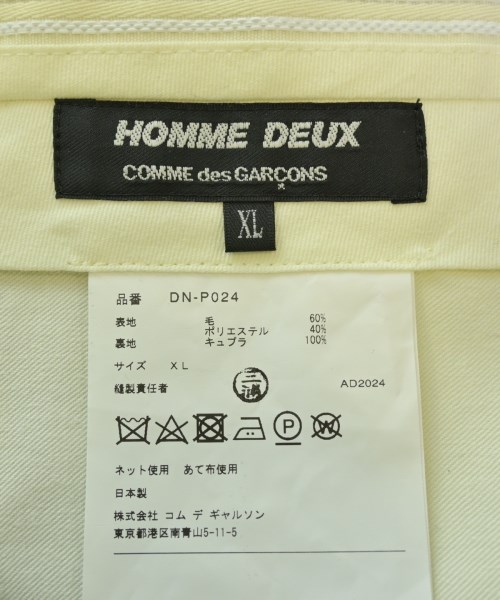 HOMME DEUX
COMME des GARÇONS
XL
品番 DN-P024
表地 毛 60%
ポリエステル 40%
裏地 キュプラ 100%
サイズ XL
縫製責任者 AD2024
ネット使用 あて布使用
日本製
株式会社 コム デ ギャルソン
東京都港区南青山5-11-5